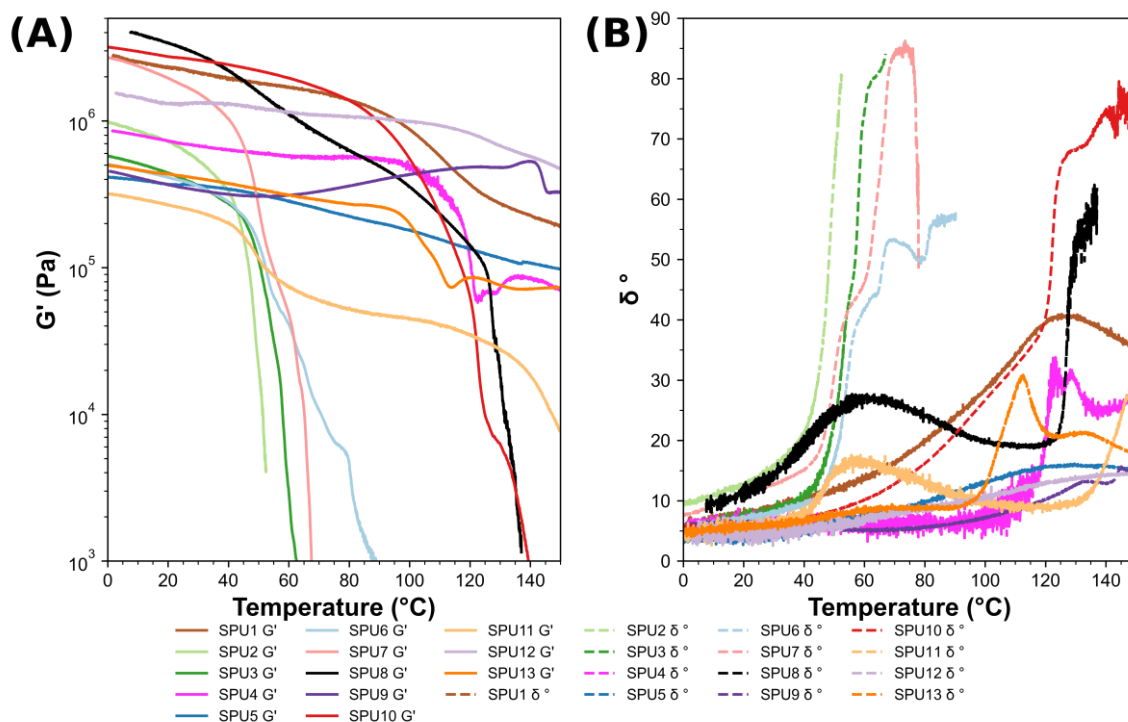 (A)
(B)
10⁶
10⁵
10⁴
10³
G' (Pa)
0 20 40 60 80 100 120 140
Temperature (°C)
90
80
70
60
50
40
30
20
10
0
δ °
0 20 40 60 80 100 120 140
Temperature (°C)
SPU1 G' SPU6 G' SPU11 G' SPU2 δ ° SPU6 δ ° SPU10 δ °
SPU2 G' SPU7 G' SPU12 G' SPU3 δ ° SPU7 δ ° SPU11 δ °
SPU3 G' SPU8 G' SPU13 G' SPU4 δ ° SPU8 δ ° SPU12 δ °
SPU4 G' SPU9 G' SPU1 δ ° SPU5 δ ° SPU9 δ ° SPU13 δ °
SPU5 G' SPU10 G'